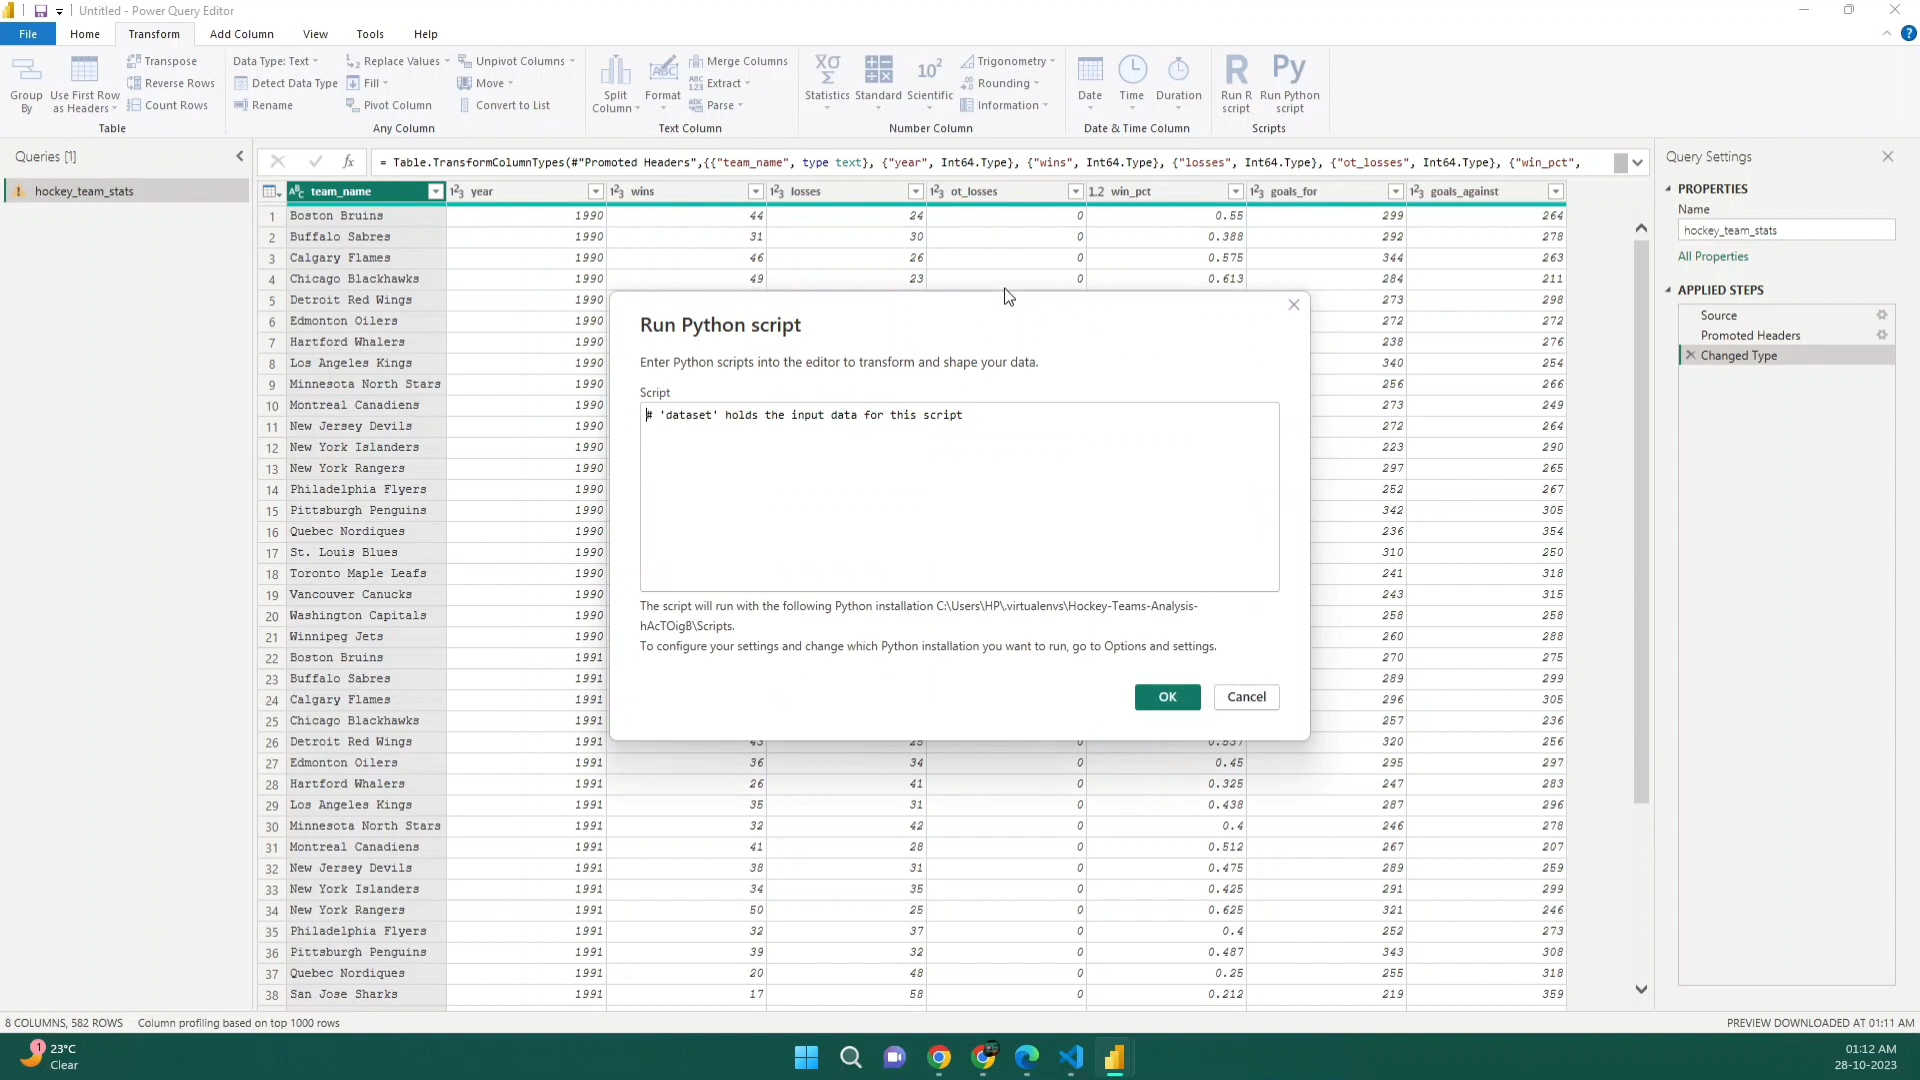 Untitled - Power Query Editor
File Home Transform Add Column View Tools Help
Group By
Use First Row as Headers
Transpose
Reverse Rows
Count Rows
Table
Data Type: Text
Detect Data Type
Rename
Replace Values
Fill
Pivot Column
Unpivot Columns
Move
Convert to List
Any Column
Split Column
Format
Merge Columns
Extract
Parse
Text Column
Statistics
Standard
Scientific
Trigonometry
Rounding
Information
Number Column
Date
Time
Duration
Date & Time Column
Run R script
Run Python script
Scripts
Queries [1]
hockey_team_stats
= Table.TransformColumnTypes(#"Promoted Headers",{{"team_name", type text}, {"year", Int64.Type}, {"wins", Int64.Type}, {"losses", Int64.Type}, {"ot_losses", Int64.Type}, {"win_pct",
team_name year wins losses ot_losses win_pct goals_for goals_against
1 Boston Bruins 1990 44 24 0 0.55 299 264
2 Buffalo Sabres 1990 31 30 0 0.388 292 278
3 Calgary Flames 1990 46 26 0 0.575 344 263
4 Chicago Blackhawks 1990 49 23 0 0.613 284 211
5 Detroit Red Wings 1990 273 298
6 Edmonton Oilers 1990 272 272
7 Hartford Whalers 1990 238 276
8 Los Angeles Kings 1990 340 254
9 Minnesota North Stars 1990 256 266
10 Montreal Canadiens 1990 273 249
11 New Jersey Devils 1990 272 264
12 New York Islanders 1990 223 290
13 New York Rangers 1990 297 265
14 Philadelphia Flyers 1990 252 267
15 Pittsburgh Penguins 1990 342 305
16 Quebec Nordiques 1990 236 354
17 St. Louis Blues 1990 310 250
18 Toronto Maple Leafs 1990 241 318
19 Vancouver Canucks 1990 243 315
20 Washington Capitals 1990 258 258
21 Winnipeg Jets 1990 260 288
22 Boston Bruins 1991 270 275
23 Buffalo Sabres 1991 289 299
24 Calgary Flames 1991 296 305
25 Chicago Blackhawks 1991 257 236
26 Detroit Red Wings 1991 43 25 0 0.537 320 256
27 Edmonton Oilers 1991 36 34 0 0.45 295 297
28 Hartford Whalers 1991 26 41 0 0.325 247 283
29 Los Angeles Kings 1991 35 31 0 0.438 287 296
30 Minnesota North Stars 1991 32 42 0 0.4 246 278
31 Montreal Canadiens 1991 41 28 0 0.512 267 207
32 New Jersey Devils 1991 38 31 0 0.475 289 259
33 New York Islanders 1991 34 35 0 0.425 291 299
34 New York Rangers 1991 50 25 0 0.625 321 246
35 Philadelphia Flyers 1991 32 37 0 0.4 252 273
36 Pittsburgh Penguins 1991 39 32 0 0.487 343 308
37 Quebec Nordiques 1991 20 48 0 0.25 255 318
38 San Jose Sharks 1991 17 58 0 0.212 219 359
Run Python script
Enter Python scripts into the editor to transform and shape your data.
Script
# 'dataset' holds the input data for this script
The script will run with the following Python installation C:\Users\HP\.virtualenvs\Hockey-Teams-Analysis-
hAcTOigB\Scripts.
To configure your settings and change which Python installation you want to run, go to Options and settings.
OK Cancel
Query Settings
PROPERTIES
Name
hockey_team_stats
All Properties
APPLIED STEPS
Source
Promoted Headers
Changed Type
8 COLUMNS, 582 ROWS Column profiling based on top 1000 rows
PREVIEW DOWNLOADED AT 01:11 AM
1
23°C
Clear
01:12 AM
28-10-2023